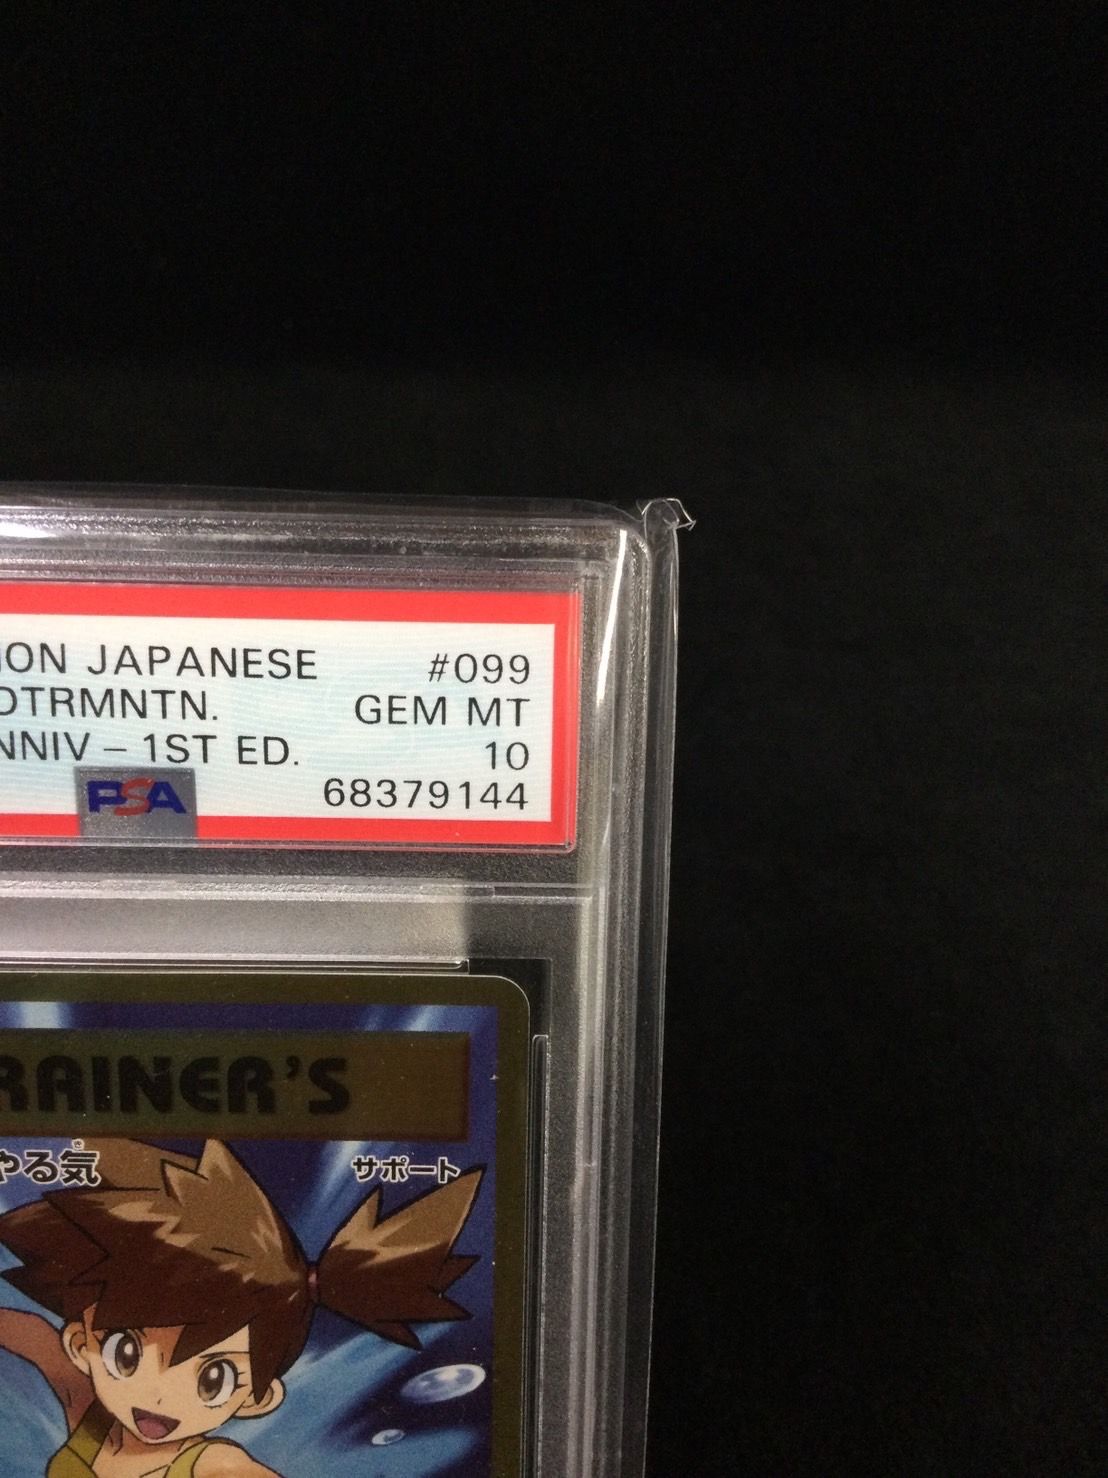 ION JAPANESE #099
DTRMNTN. GEM MT
NNIV – 1ST ED. 10
PSA 68379144
RAINER'S
やる気 サポート
き